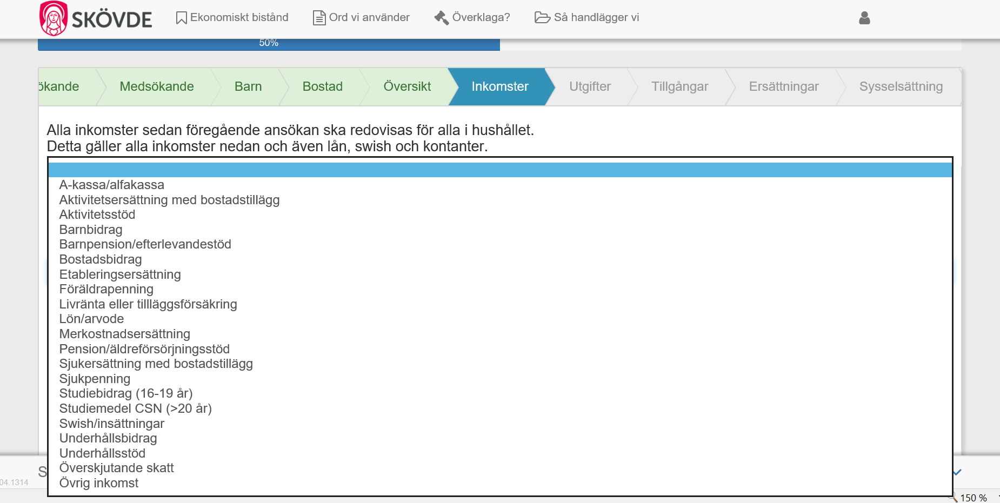 SKÖVDE
Ekonomiskt bistånd
Ord vi använder
Överklaga?
Så handlägger vi
50%
ökande
Medsökande
Barn
Bostad
Översikt
Inkomster
Utgifter
Tillgångar
Ersättningar
Sysselsättning
Alla inkomster sedan föregående ansökan ska redovisas för alla i hushållet.
Detta gäller alla inkomster nedan och även lån, swish och kontanter.
A-kassa/alfakassa
Aktivitetsersättning med bostadstillägg
Aktivitetsstöd
Barnbidrag
Barnpension/efterlevandestöd
Bostadsbidrag
Etableringsersättning
Föräldrapenning
Livränta eller tillläggsförsäkring
Lön/arvode
Merkostnadsersättning
Pension/äldreförsörjningsstöd
Sjukersättning med bostadstillägg
Sjukpenning
Studiebidrag (16-19 år)
Studiemedel CSN (>20 år)
Swish/insättningar
Underhållsbidrag
Underhållsstöd
Överskjutande skatt
Övrig inkomst
S
04.1314
150 %